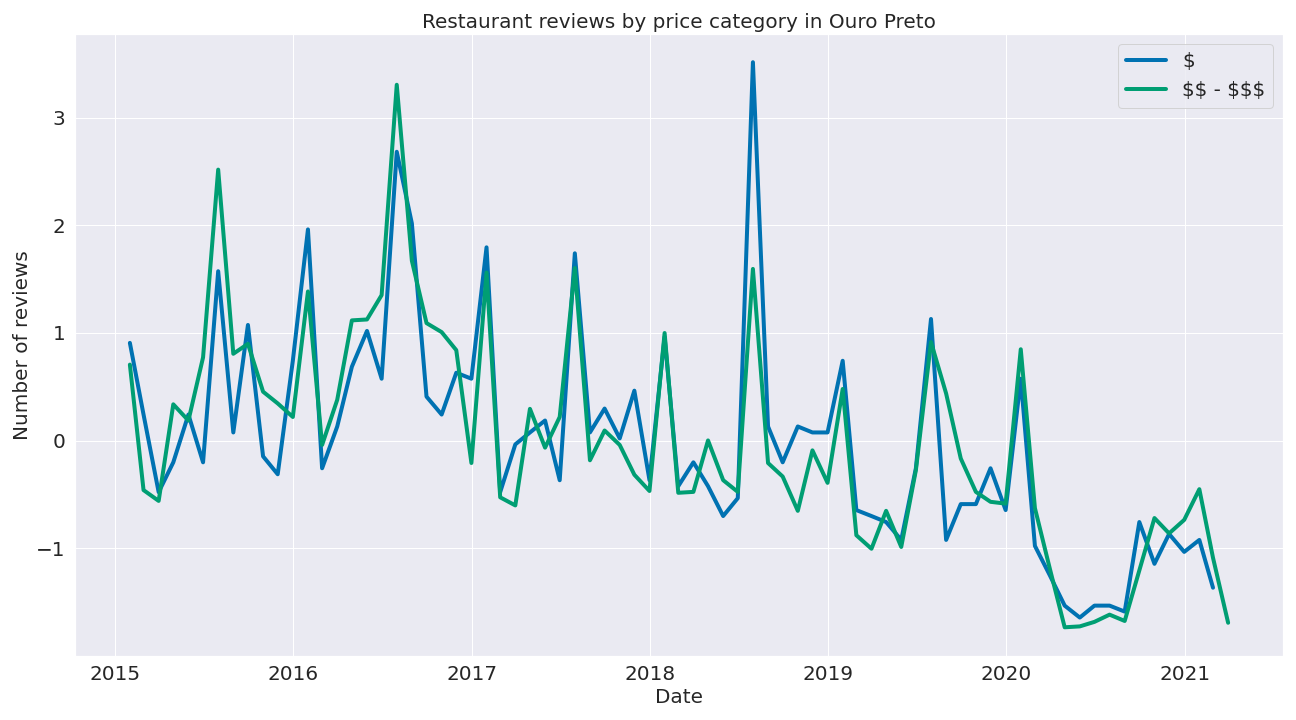 Restaurant reviews by price category in Ouro Preto
$
$$ - $$$
3
2
1
0
−1
Number of reviews
2015 2016 2017 2018 2019 2020 2021
Date